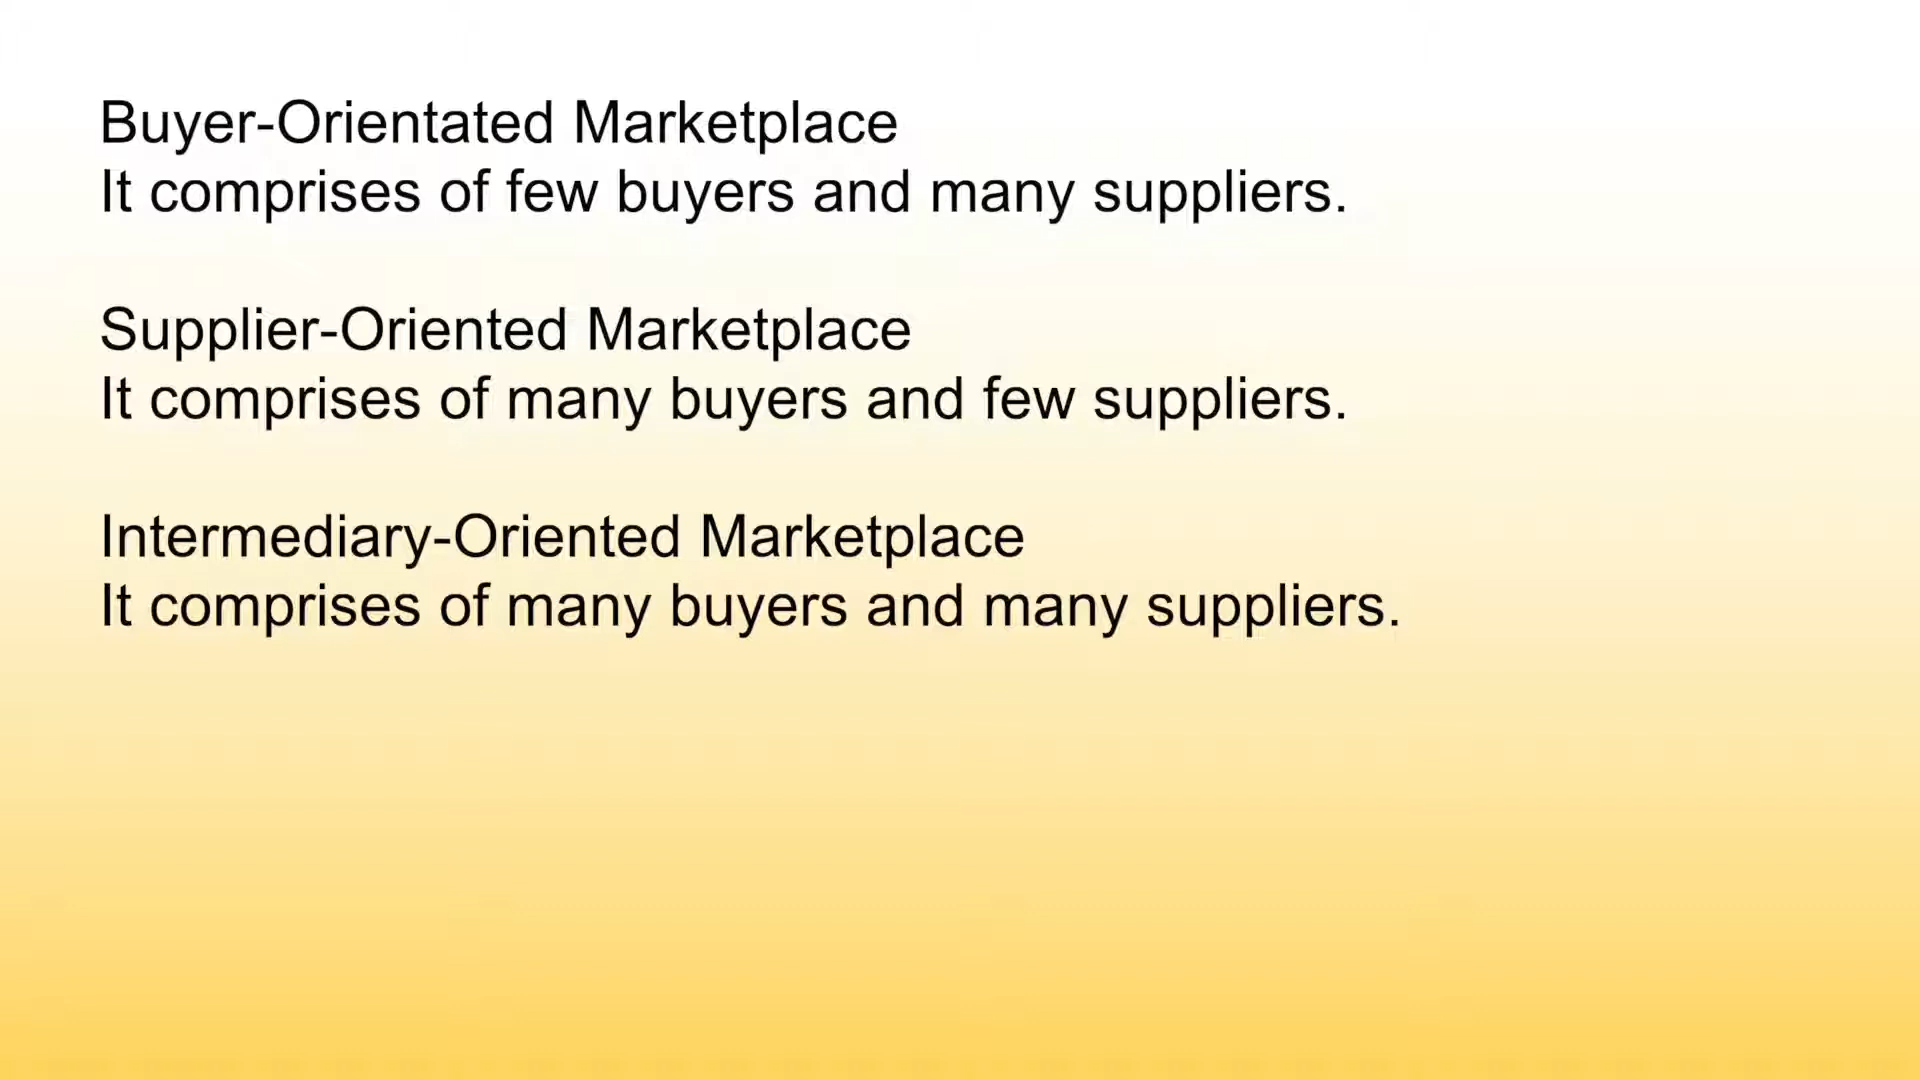 Buyer-Orientated Marketplace
It comprises of few buyers and many suppliers.
Supplier-Oriented Marketplace
It comprises of many buyers and few suppliers.
Intermediary-Oriented Marketplace
It comprises of many buyers and many suppliers.